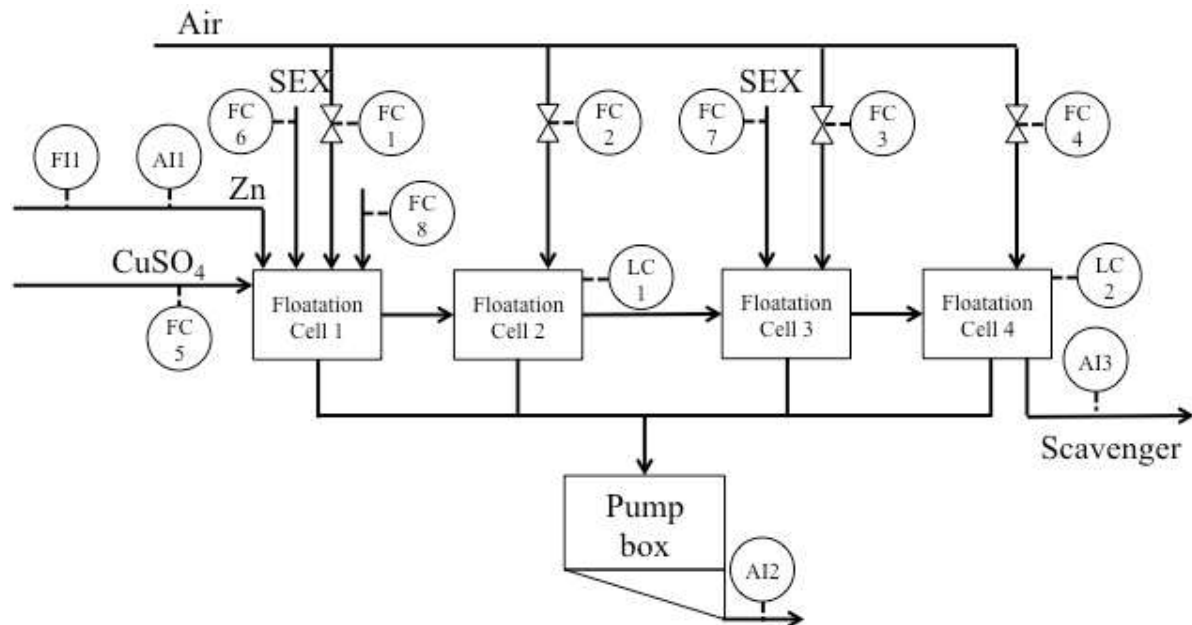 Air
SEX
SEX
FC
6
FC
1
FC
2
FC
7
FC
3
FC
4
FI1
AI1
Zn
FC
8
CuSO₄
FC
5
Floatation
Cell 1
Floatation
Cell 2
LC
1
Floatation
Cell 3
Floatation
Cell 4
LC
2
AI3
Scavenger
Pump
box
AI2